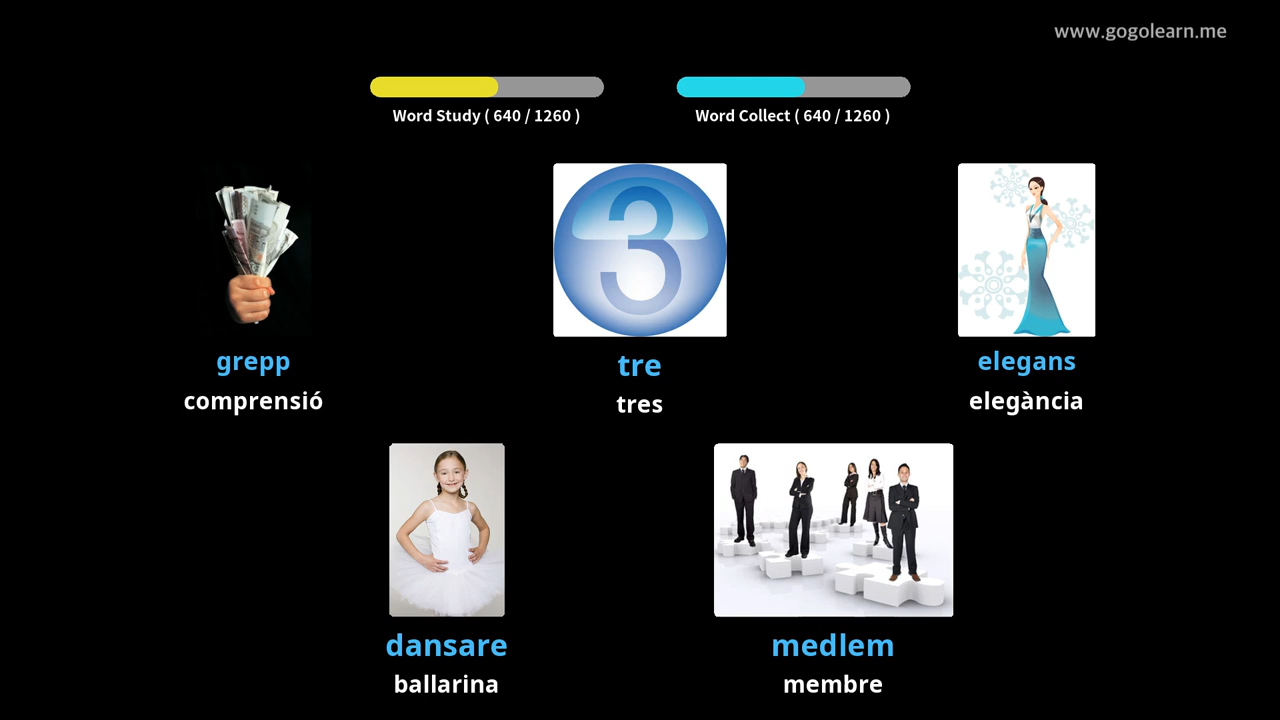 www.gogolearn.me
Word Study ( 640 / 1260 )
Word Collect ( 640 / 1260 )
grepp
comprensió
3
tre
tres
elegans
elegància
dansare
ballarina
medlem
membre